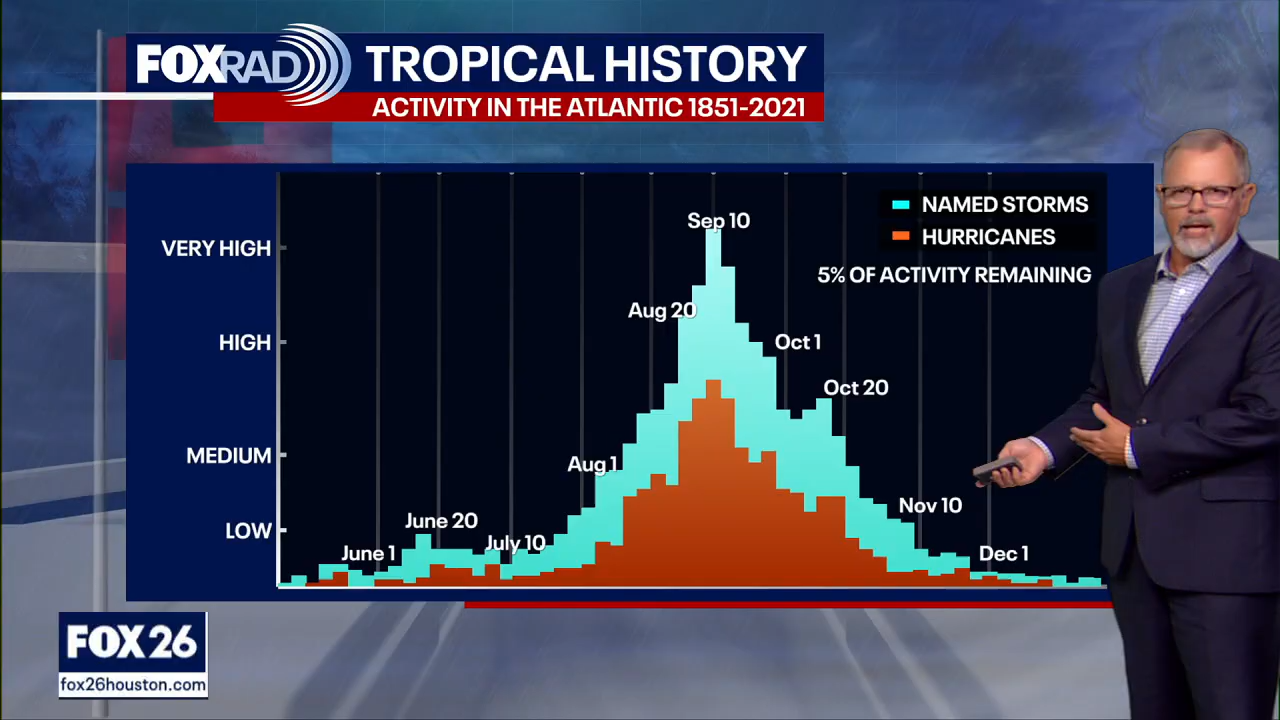 FOXRAD TROPICAL HISTORY
ACTIVITY IN THE ATLANTIC 1851-2021
NAMED STORMS
HURRICANES
5% OF ACTIVITY REMAINING
VERY HIGH
HIGH
MEDIUM
LOW
June 1
June 20
July 10
Aug 1
Aug 20
Sep 10
Oct 1
Oct 20
Nov 10
Dec 1
FOX 26
fox26houston.com